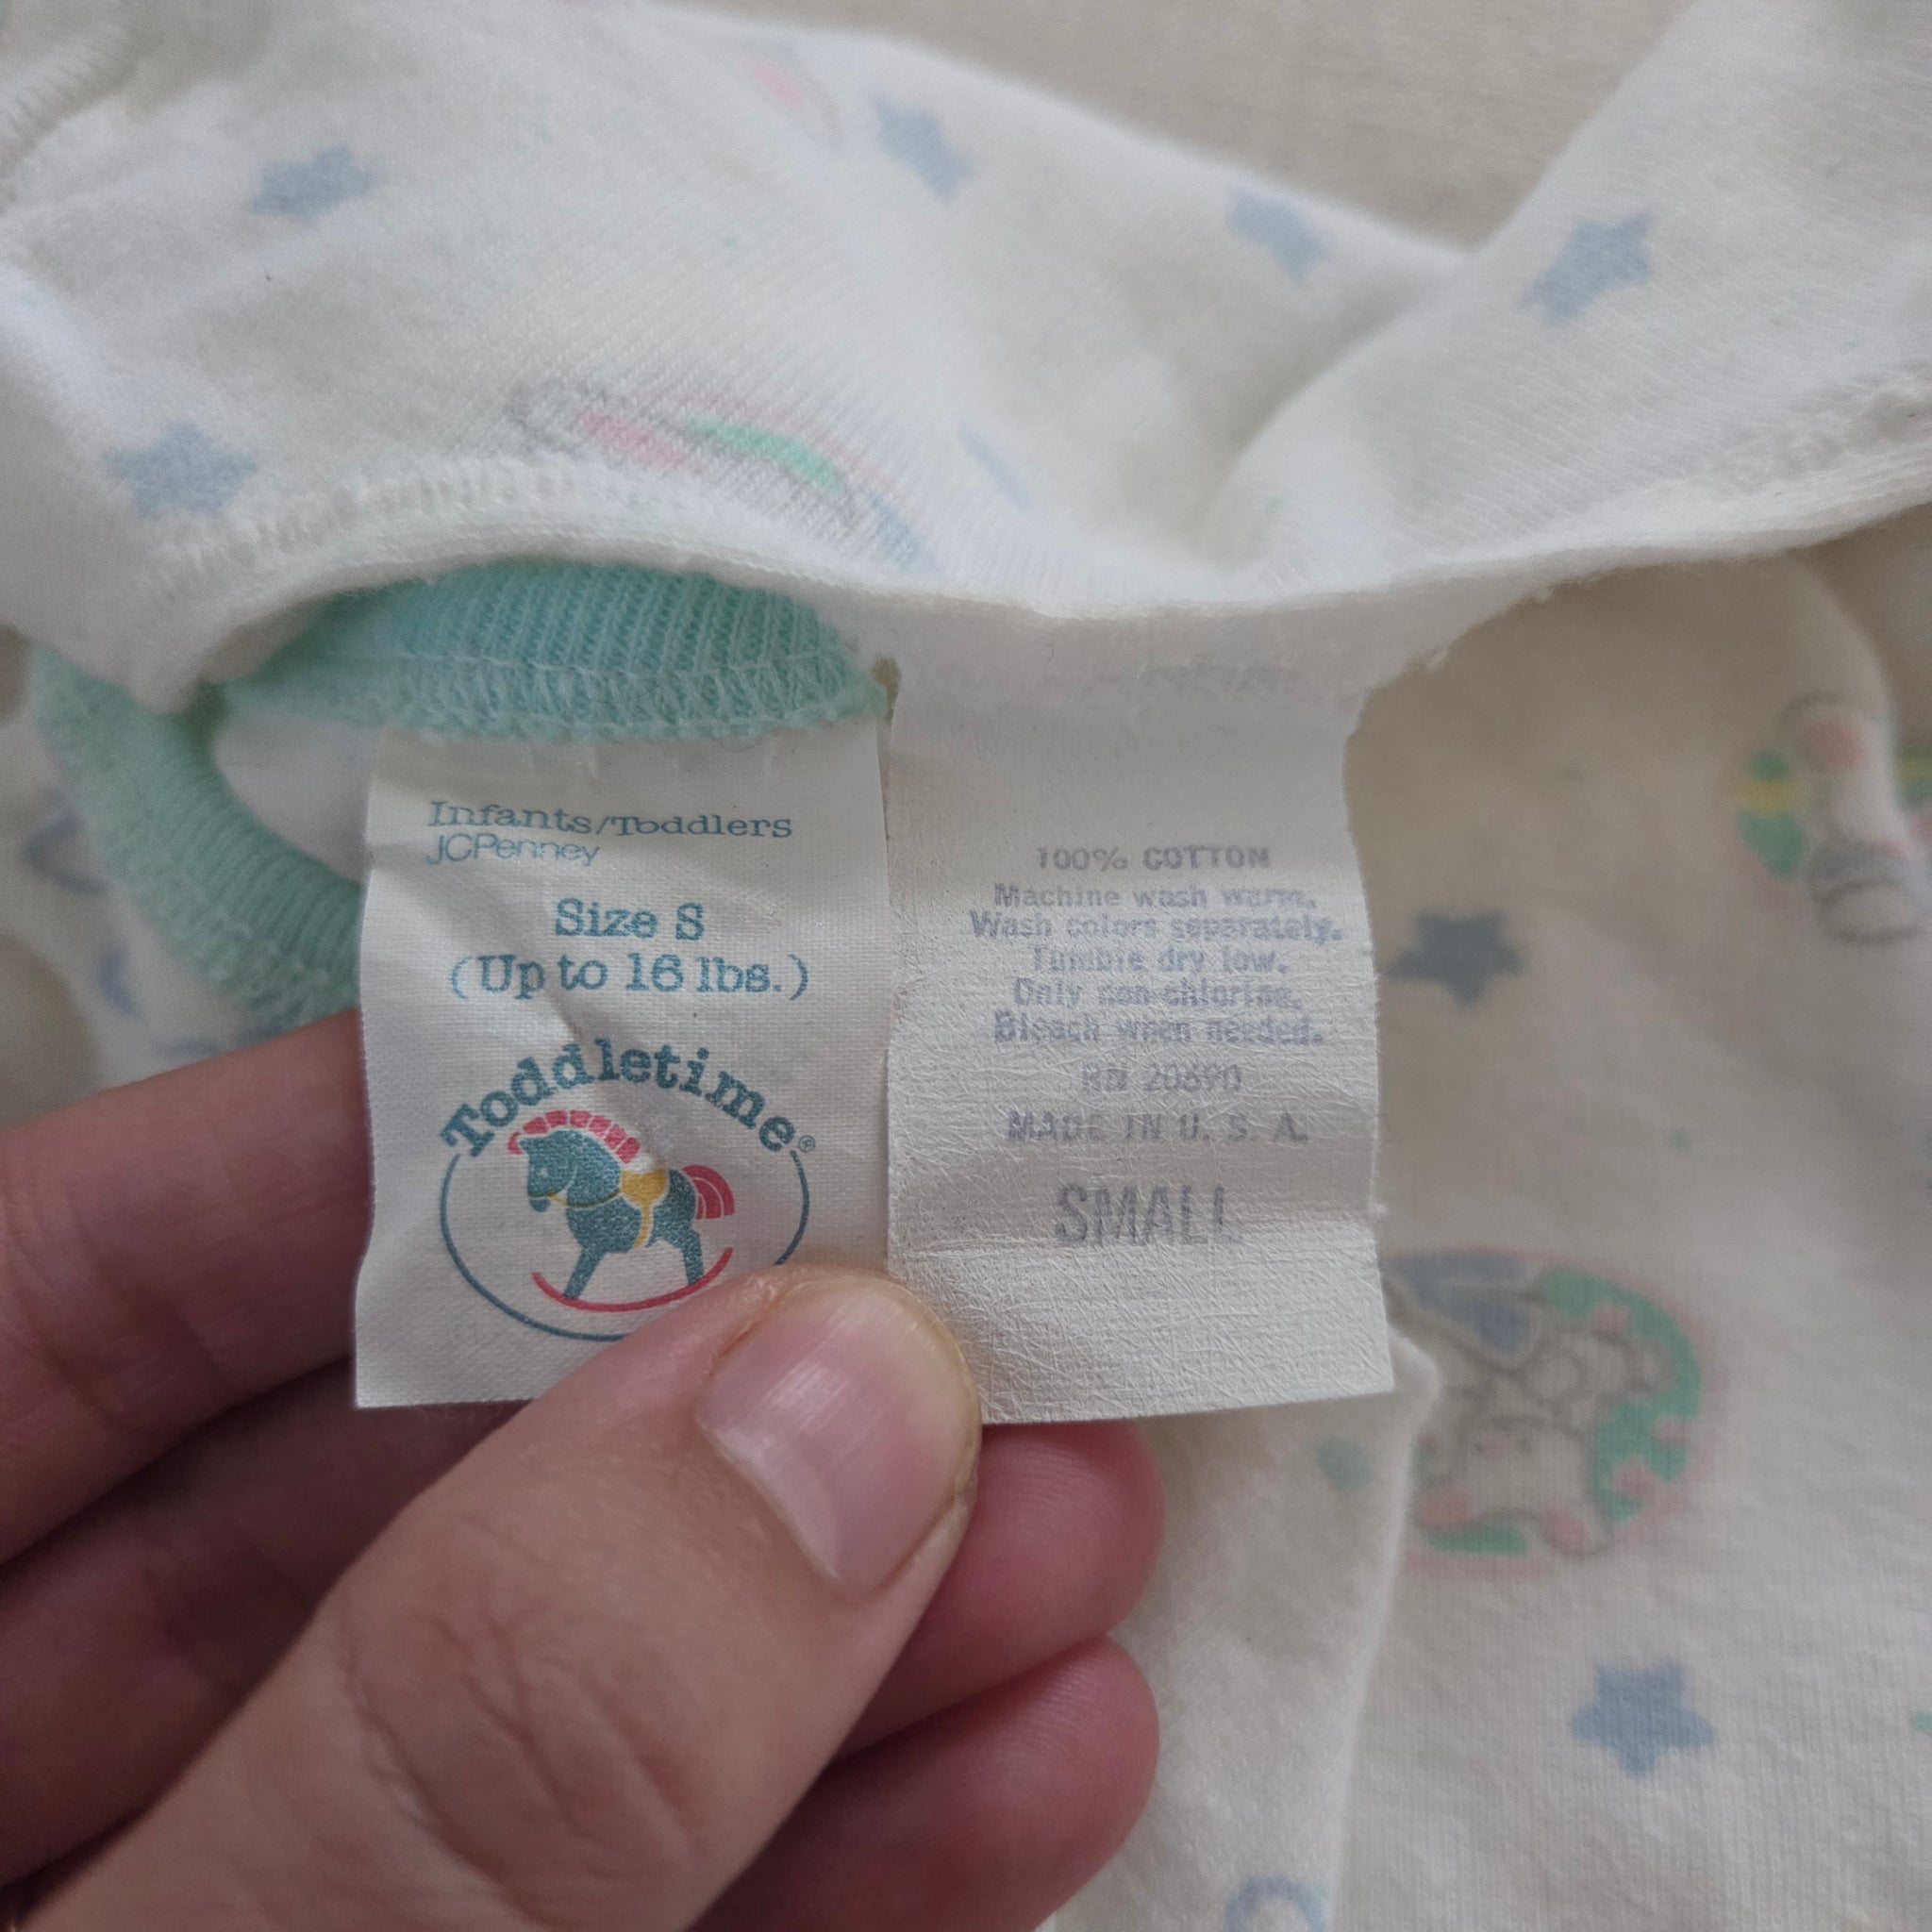 Infants/Toddlers
JCPenney
Size S
(Up to 16 lbs.)
Toddletime®
100% COTTON
Machine wash warm.
Wash colors separately.
Tumble dry low.
Only non-chlorine.
Bleach when needed.
RN 20690
MADE IN U. S. A.
SMALL